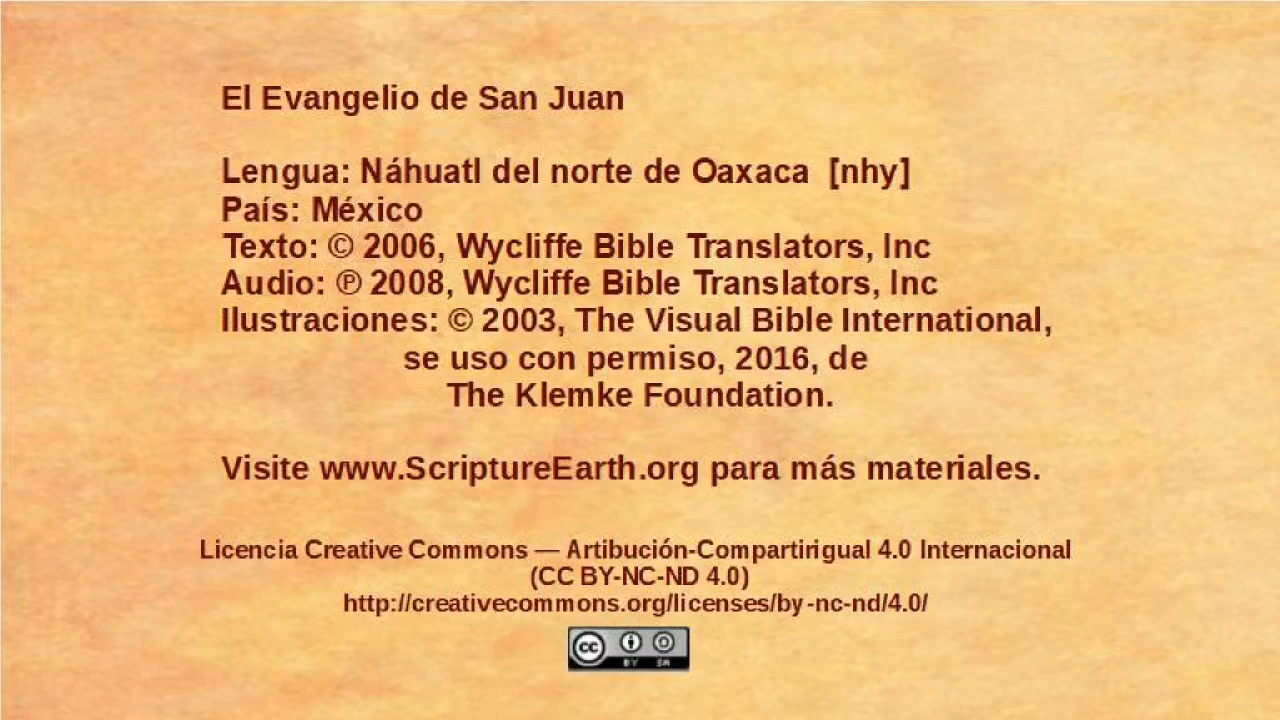 El Evangelio de San Juan
Lengua: Náhuatl del norte de Oaxaca [nhy]
País: México
Texto: © 2006, Wycliffe Bible Translators, Inc
Audio: ℗ 2008, Wycliffe Bible Translators, Inc
Ilustraciones: © 2003, The Visual Bible International,
se uso con permiso, 2016, de
The Klemke Foundation.
Visite www.ScriptureEarth.org para más materiales.
Licencia Creative Commons — Artibución-Compartirigual 4.0 Internacional
(CC BY-NC-ND 4.0)
http://creativecommons.org/licenses/by-nc-nd/4.0/
cc BY SA